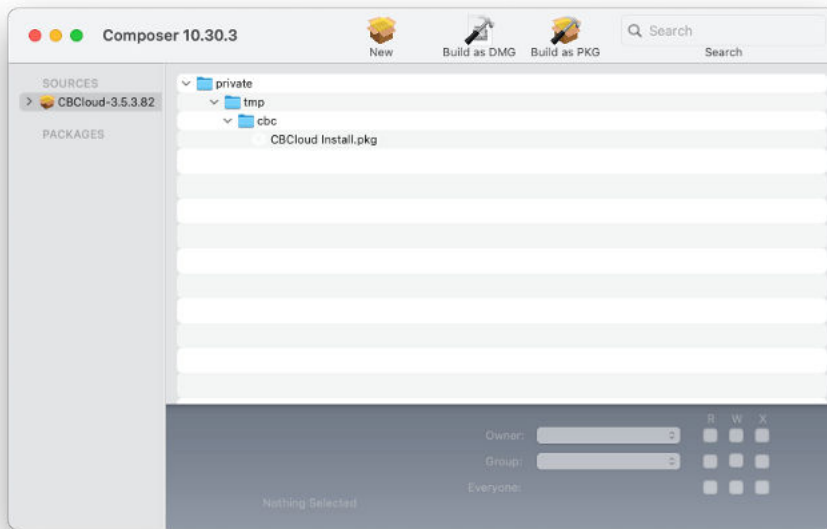 Composer 10.30.3
New
Build as DMG
Build as PKG
Search
Search
SOURCES
CBCloud-3.5.3.82
PACKAGES
private
tmp
cbc
CBCloud Install.pkg
R W X
Owner:
Group:
Everyone:
Nothing Selected